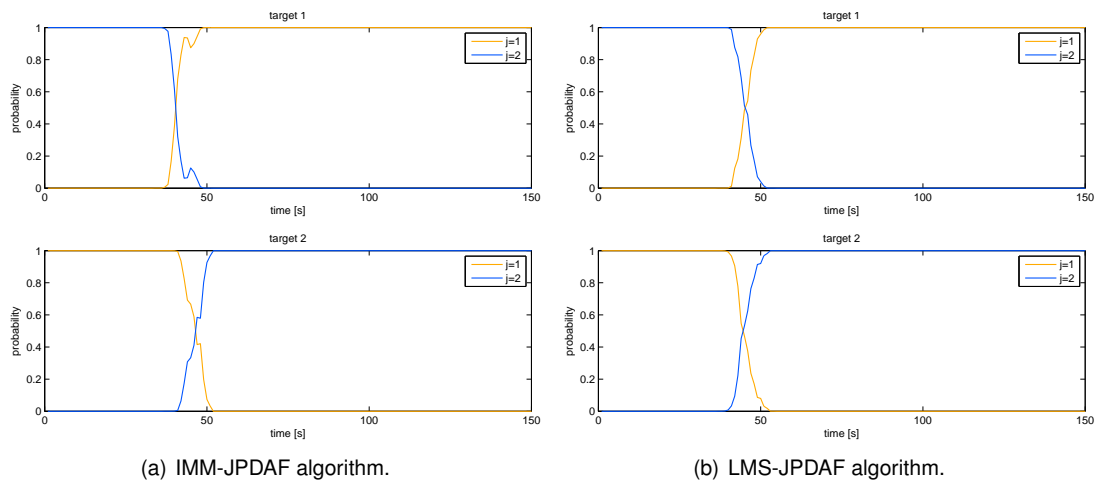 target 1
1
0.8
0.6
0.4
0.2
0
probability
0
50
100
150
time [s]
j=1
j=2
target 2
1
0.8
0.6
0.4
0.2
0
probability
0
50
100
150
time [s]
j=1
j=2
(a) IMM-JPDAF algorithm.
target 1
1
0.8
0.6
0.4
0.2
0
probability
0
50
100
150
time [s]
j=1
j=2
target 2
1
0.8
0.6
0.4
0.2
0
probability
0
50
100
150
time [s]
j=1
j=2
(b) LMS-JPDAF algorithm.